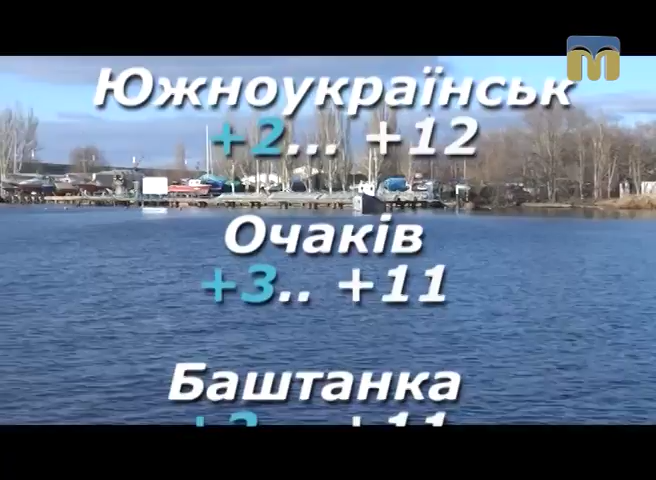 M
Южноукраїнськ
+2... +12
Очаків
+3.. +11
Баштанка